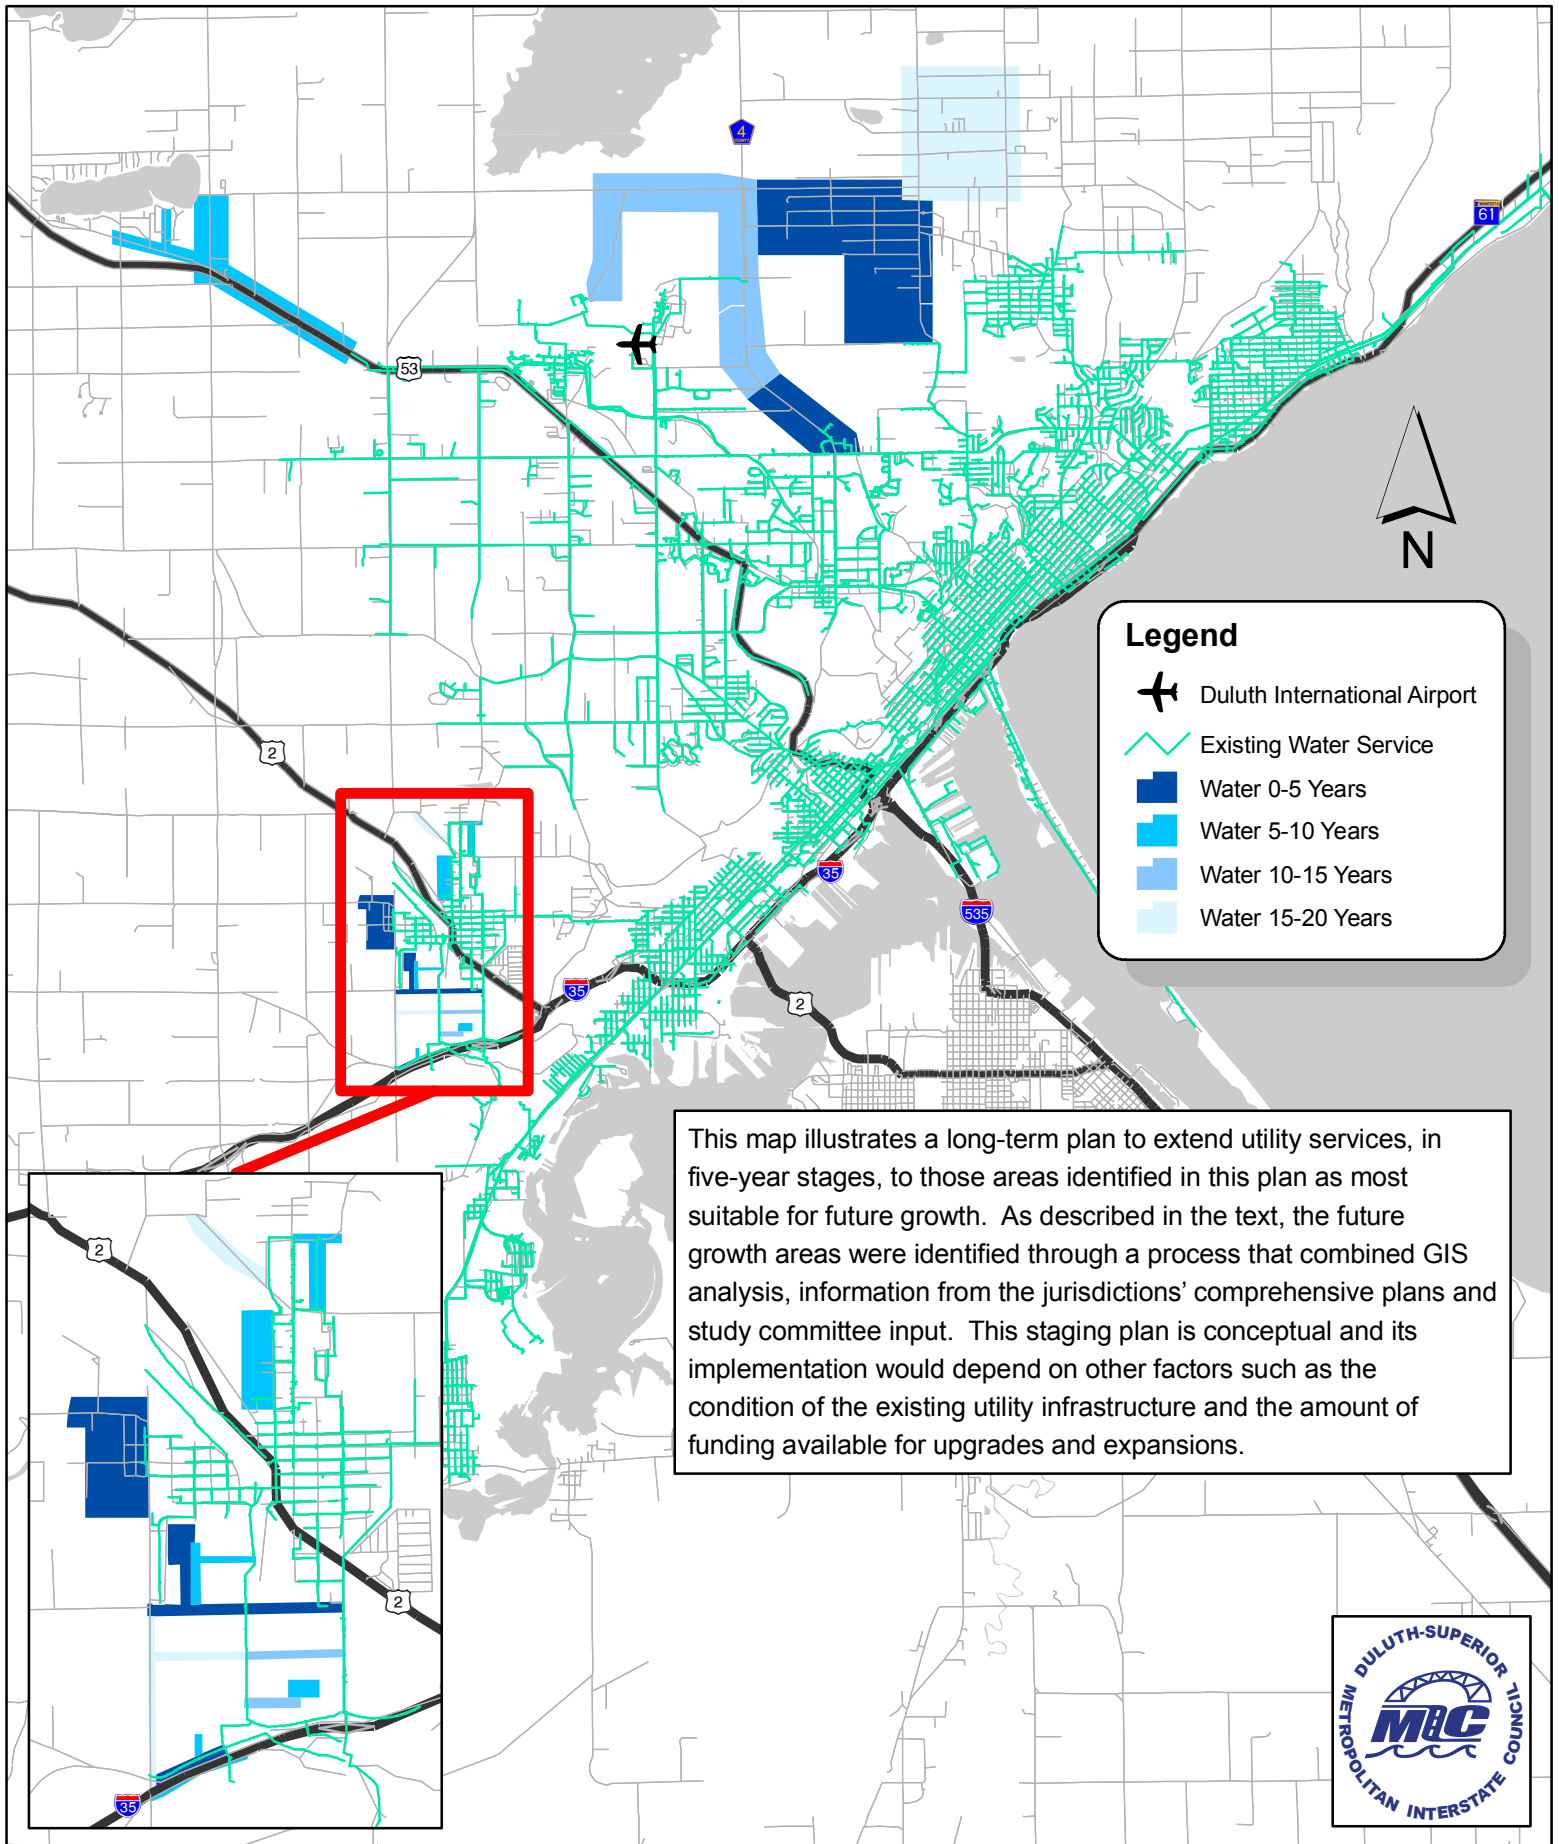 4
COUNTY
MINNESOTA
61
53
N
Legend
Duluth International Airport
Existing Water Service
Water 0-5 Years
Water 5-10 Years
Water 10-15 Years
Water 15-20 Years
2
35
535
35
2
This map illustrates a long-term plan to extend utility services, in
five-year stages, to those areas identified in this plan as most
suitable for future growth.  As described in the text, the future
growth areas were identified through a process that combined GIS
analysis, information from the jurisdictions’ comprehensive plans and
study committee input.  This staging plan is conceptual and its
implementation would depend on other factors such as the
condition of the existing utility infrastructure and the amount of
funding available for upgrades and expansions.
2
2
35
DULUTH-SUPERIOR
METROPOLITAN INTERSTATE COUNCIL
MIC